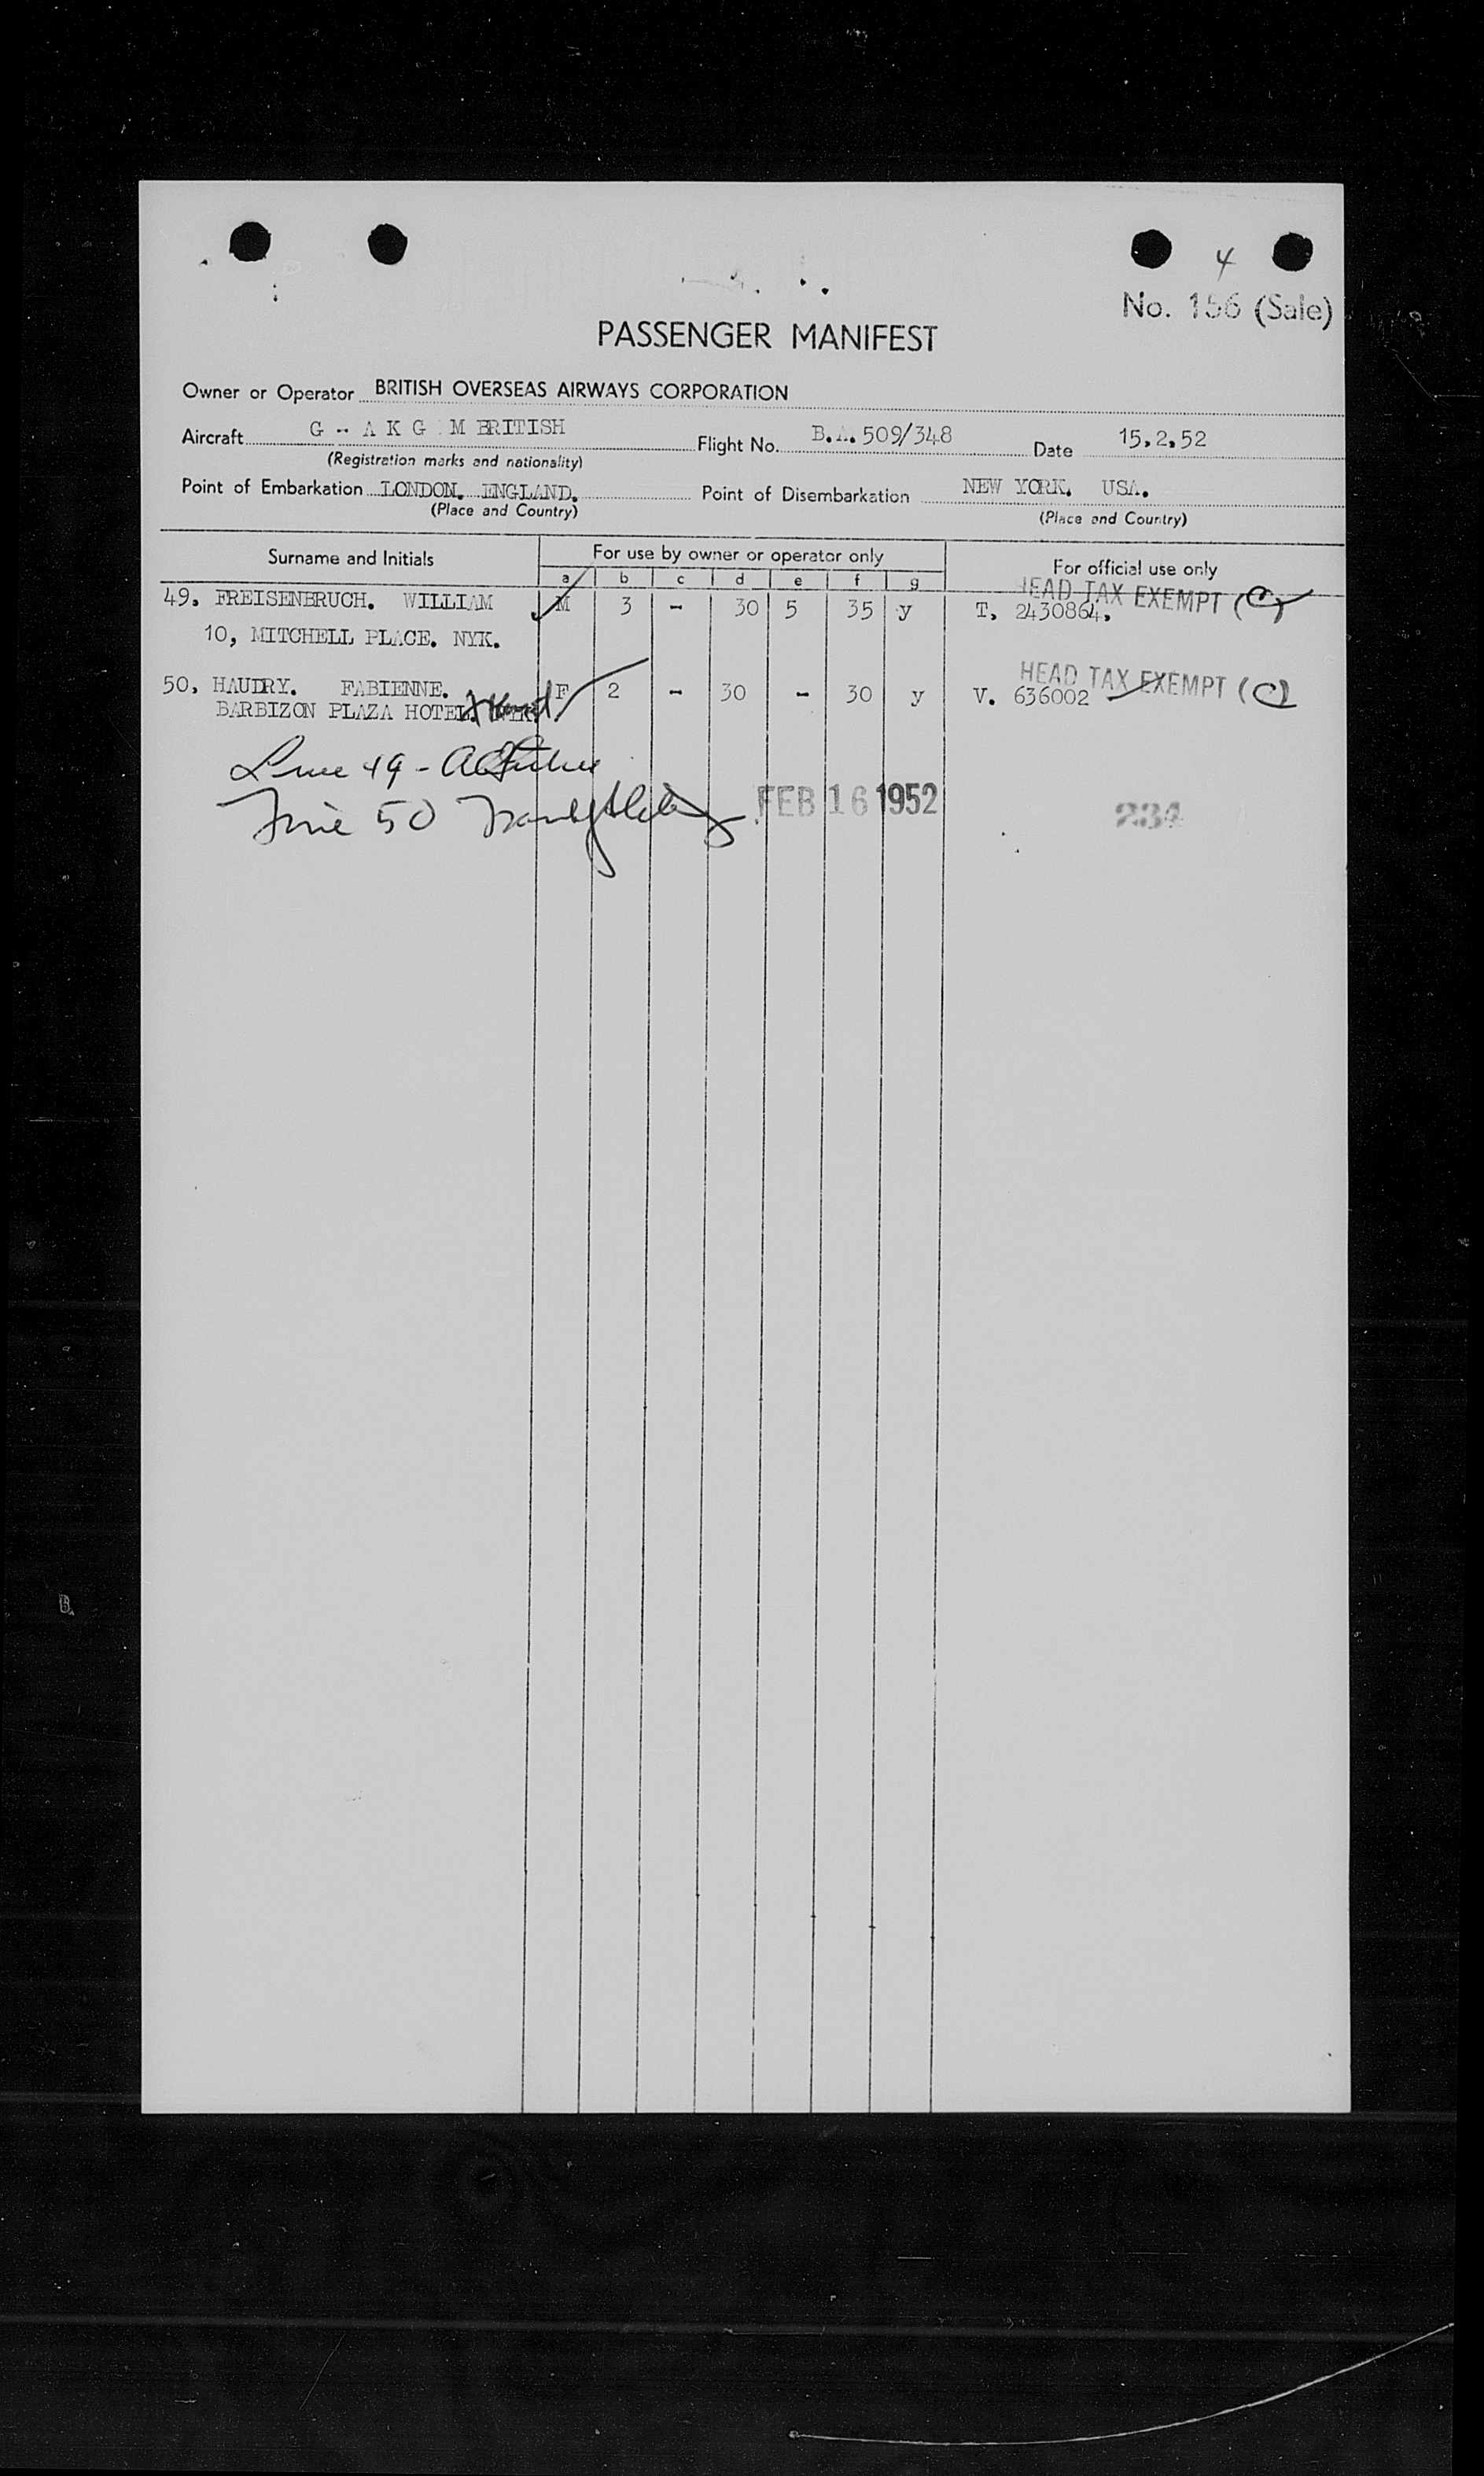 4
No. 156 (Sale)
PASSENGER MANIFEST
Owner or Operator BRITISH OVERSEAS AIRWAYS CORPORATION
Aircraft G - A K G M BRITISH Flight No. B.A. 509/348 Date 15.2.52
(Registration marks and nationality)
Point of Embarkation LONDON. ENGLAND. Point of Disembarkation NEW YORK. USA.
(Place and Country) (Place and Country)
Surname and Initials For use by owner or operator only For official use only
a b c d e f g
HEAD TAX EXEMPT (C)
49. FREISENBRUCH. WILLIAM M 3 - 30 5 35 y T. 2430864.
10, MITCHELL PLACE. NYK.
HEAD TAX EXEMPT (C)
50. HAUDRY. FABIENNE. F 2 - 30 - 30 y V. 636002
BARBIZON PLAZA HOTEL.
Line 49 -
Line 50
FEB 16 1952 234